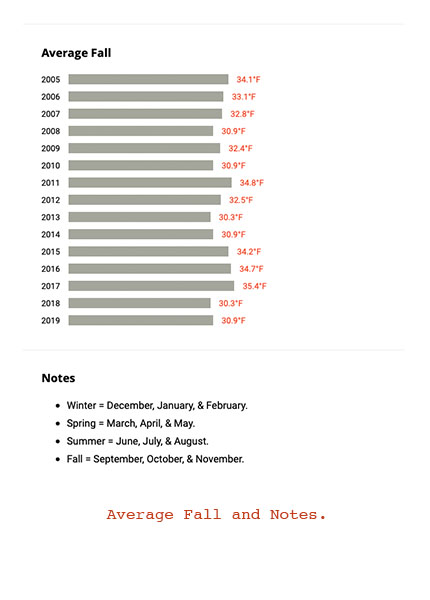 Average Fall
2005 34.1°F
2006 33.1°F
2007 32.8°F
2008 30.9°F
2009 32.4°F
2010 30.9°F
2011 34.8°F
2012 32.5°F
2013 30.3°F
2014 30.9°F
2015 34.2°F
2016 34.7°F
2017 35.4°F
2018 30.3°F
2019 30.9°F
Notes
• Winter = December, January, & February.
• Spring = March, April, & May.
• Summer = June, July, & August.
• Fall = September, October, & November.
Average Fall and Notes.